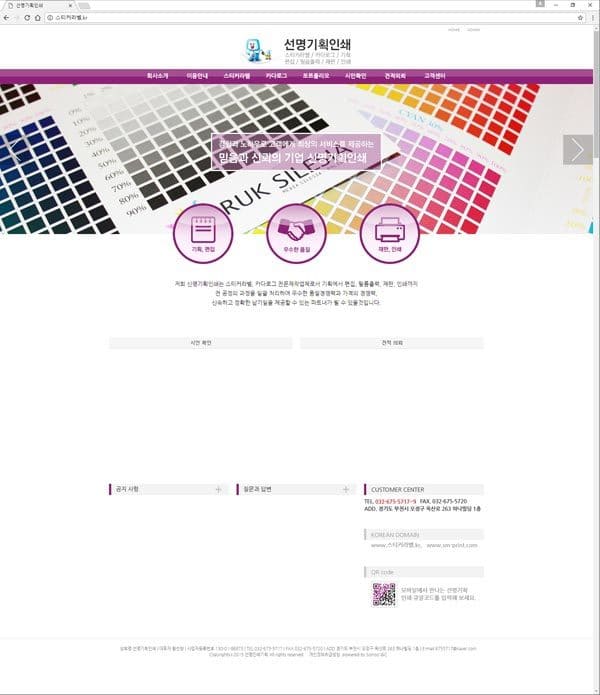 선명기획인쇄
스티커라벨.kr
HOME ADMIN
선명기획인쇄
스티커라벨 / 카다로그 / 기획
편집 / 필름출력 / 재판 / 인쇄
회사소개 이용안내 스티커라벨 카다로그 포트폴리오 시안확인 견적의뢰 고객센터
CYAN 30%
10%
20%
30%
40%
50%
60%
70%
80%
90%
경험과 노하우로 고객에게 최상의 서비스를 제공하는
믿음과 신뢰의 기업 선명기획인쇄
기획, 편집
우수한 품질
재판, 인쇄
저희 선명기획인쇄는 스티커라벨, 카다로그 전문제작업체로서 기획에서 편집, 필름출력, 재판, 인쇄까지
전 공정의 과정을 일괄 처리하여 우수한 품질경쟁력과 가격의 경쟁력,
신속하고 정확한 납기일을 제공할 수 있는 파트너가 될 수 있을것입니다.
시안 확인 견적 의뢰
공지 사항
질문과 답변
CUSTOMER CENTER
TEL. 032-675-5717~9 FAX. 032-675-5720
ADD. 경기도 부천시 오정구 옥산로 263 하나빌딩 1층
KOREAN DOMAIN
www.스티커라벨.kr, www.sm-print.com
QR code
모바일에서 만나는 선명기획
인쇄 큐알코드를 입력해 보세요.